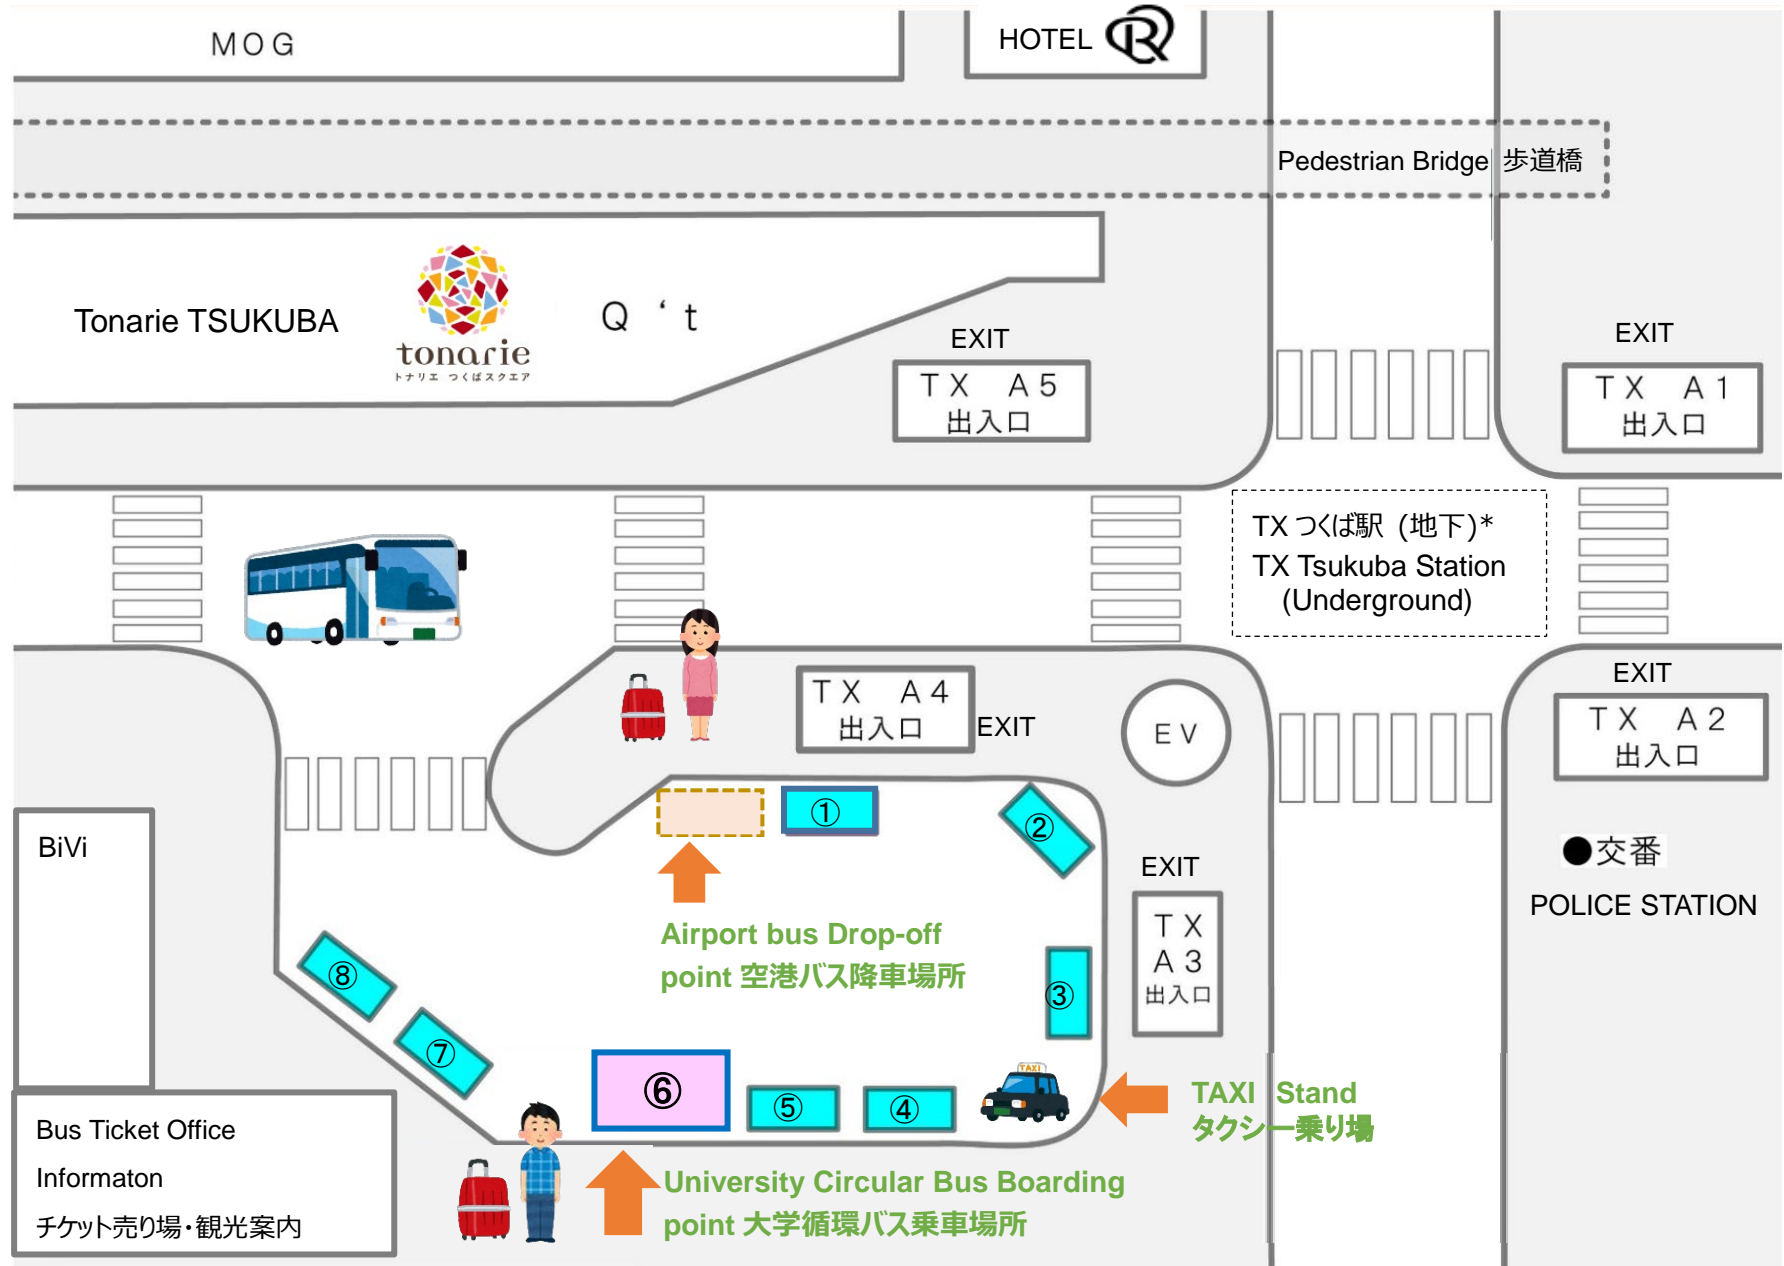 MOG
HOTEL
Pedestrian Bridge 歩道橋
Tonarie TSUKUBA
tonarie
トナリエ つくばスクエア
Q‘t
EXIT
TX A5
出入口
EXIT
TX A1
出入口
TX つくば駅 (地下)*
TX Tsukuba Station
(Underground)
TX A4
出入口
EXIT
EV
EXIT
TX A2
出入口
BiVi
①
②
●交番
POLICE STATION
EXIT
TX
A3
出入口
Airport bus Drop-off
point 空港バス降車場所
⑧
③
⑦
⑥
⑤
④
TAXI
TAXI Stand
タクシー乗り場
Bus Ticket Office
Informaton
チケット売り場・観光案内
University Circular Bus Boarding
point 大学循環バス乗車場所